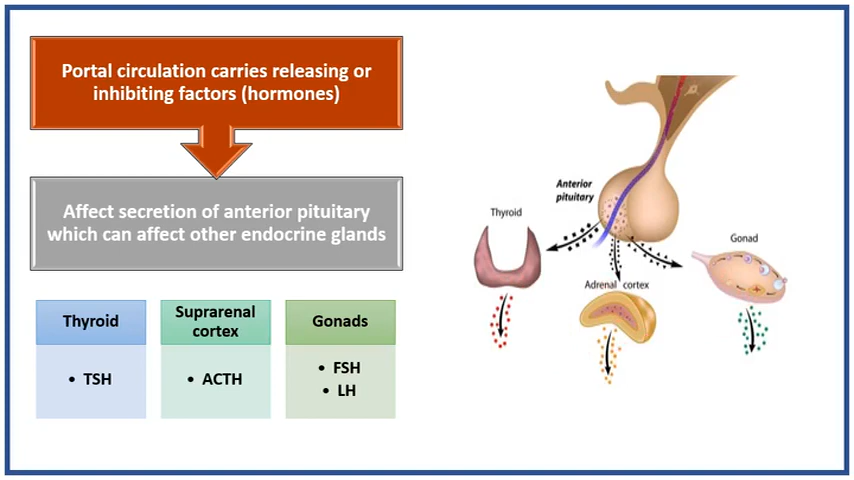 Portal circulation carries releasing or
inhibiting factors (hormones)
Affect secretion of anterior pituitary
which can affect other endocrine glands
Thyroid
• TSH
Suprarenal
cortex
• ACTH
Gonads
• FSH
• LH
Anterior
pituitary
Thyroid
Gonad
Adrenal cortex